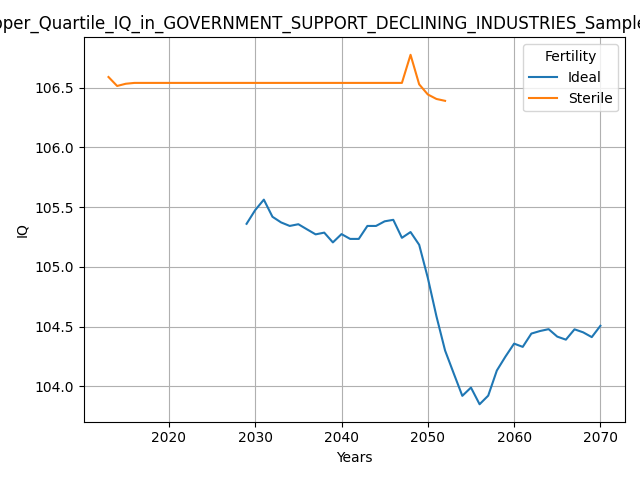 pper_Quartile_IQ_in_GOVERNMENT_SUPPORT_DECLINING_INDUSTRIES_Sample
Fertility
Ideal
Sterile
106.5
106.0
105.5
105.0
104.5
104.0
IQ
2020 2030 2040 2050 2060 2070
Years